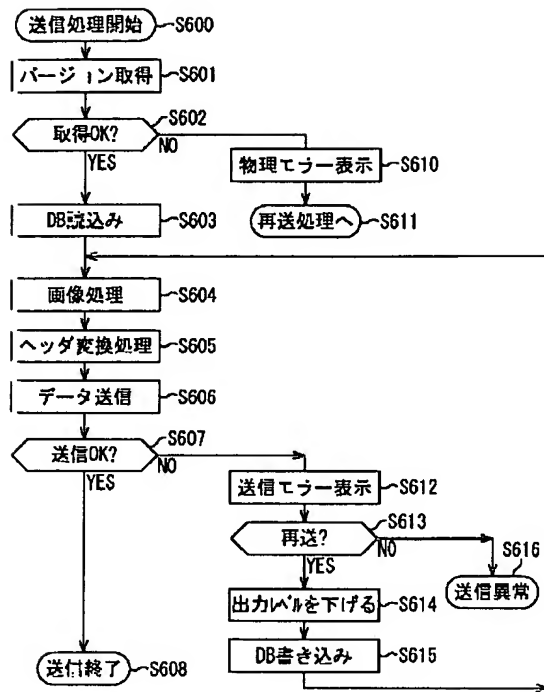 送信処理開始 S600
バージョン取得 S601
取得OK? S602
YES NO
物理エラー表示 S610
再送処理へ S611
DB読込み S603
画像処理 S604
ヘッダ変換処理 S605
データ送信 S606
送信OK? S607
YES NO
送信エラー表示 S612
再送? S613
YES NO
送信異常 S616
出力レベルを下げる S614
DB書き込み S615
送付終了 S608